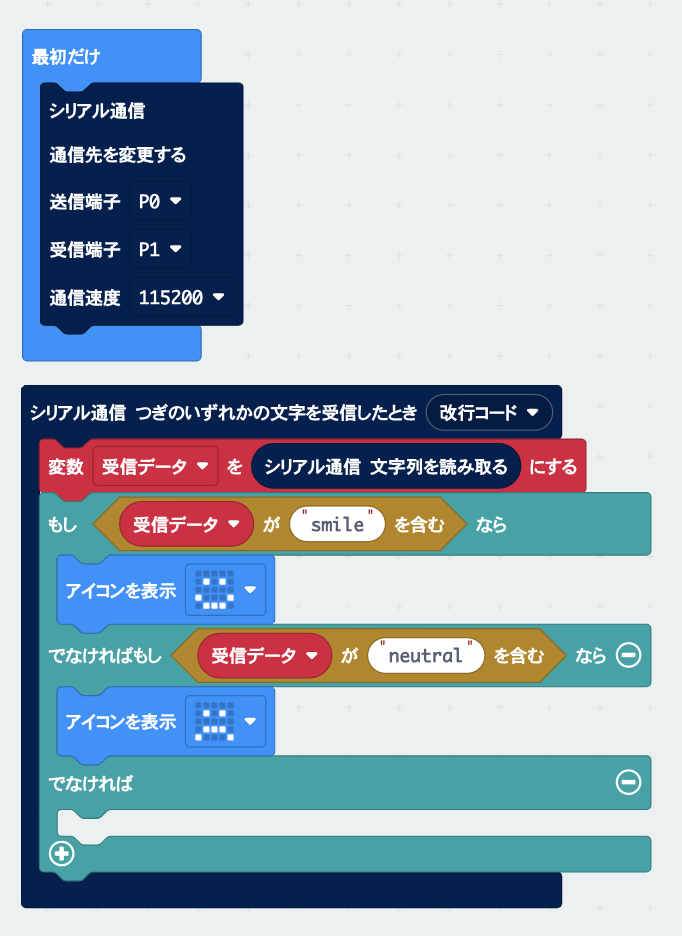 最初だけ
シリアル通信
通信先を変更する
送信端子 P0
受信端子 P1
通信速度 115200
シリアル通信 つぎのいずれかの文字を受信したとき 改行コード
変数 受信データ を シリアル通信 文字列を読み取る にする
もし 受信データ が "smile" を含む なら
アイコンを表示
でなければもし 受信データ が "neutral" を含む なら
アイコンを表示
でなければ